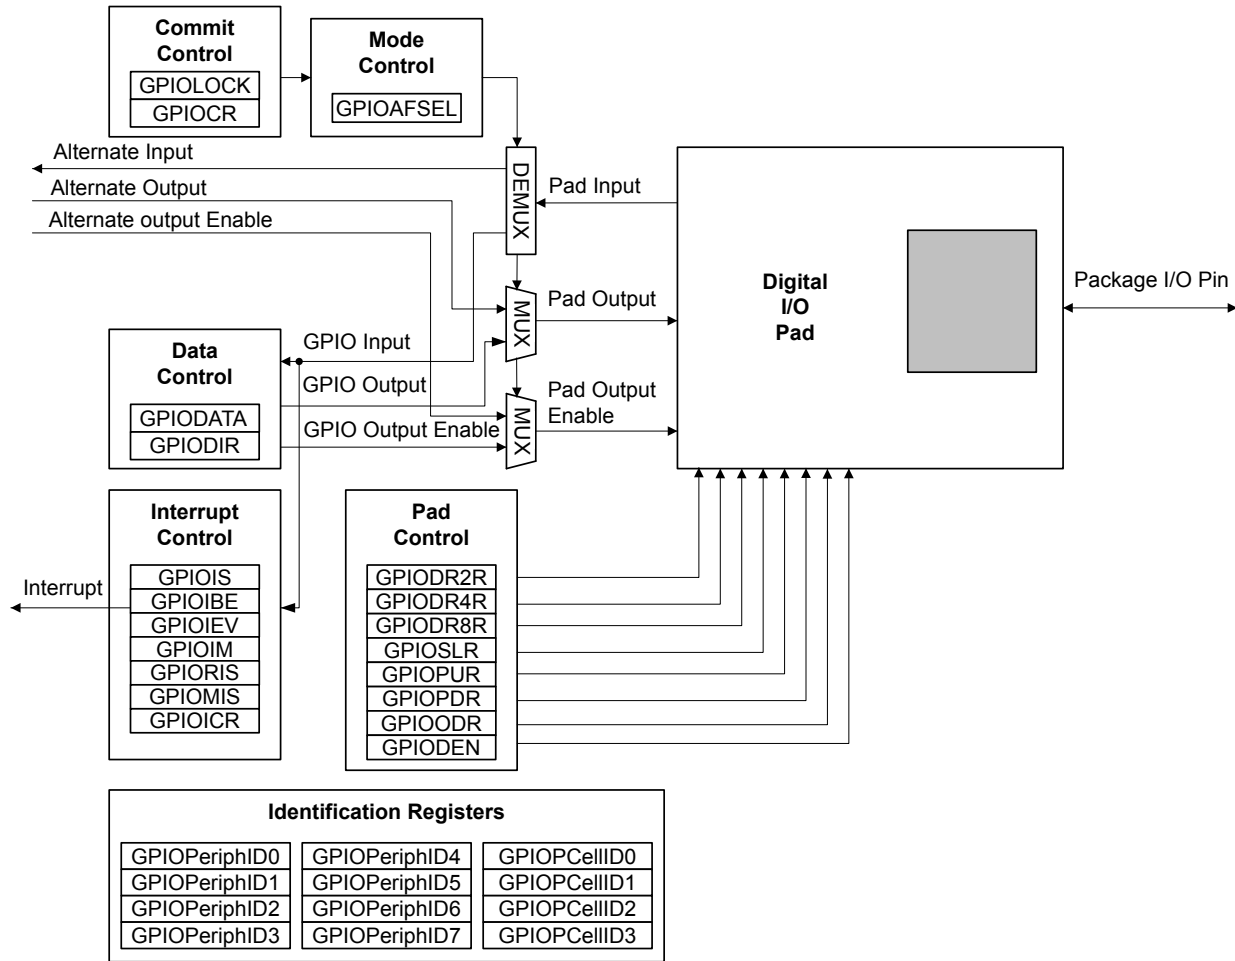 Commit
Control
GPIOLOCK
GPIOCR
Mode
Control
GPIOAFSEL
Alternate Input
Alternate Output
Alternate output Enable
DEMUX
Pad Input
MUX
Pad Output
MUX
Pad Output
Enable
Digital
I/O
Pad
Package I/O Pin
Data
Control
GPIODATA
GPIODIR
GPIO Input
GPIO Output
GPIO Output Enable
Interrupt
Control
GPIOIS
GPIOIBE
GPIOIEV
GPIOIM
GPIORIS
GPIOMIS
GPIOICR
Interrupt
Pad
Control
GPIODR2R
GPIODR4R
GPIODR8R
GPIOSLR
GPIOPUR
GPIOPDR
GPIOODR
GPIODEN
Identification Registers
GPIOPeriphID0
GPIOPeriphID1
GPIOPeriphID2
GPIOPeriphID3
GPIOPeriphID4
GPIOPeriphID5
GPIOPeriphID6
GPIOPeriphID7
GPIOPCellID0
GPIOPCellID1
GPIOPCellID2
GPIOPCellID3